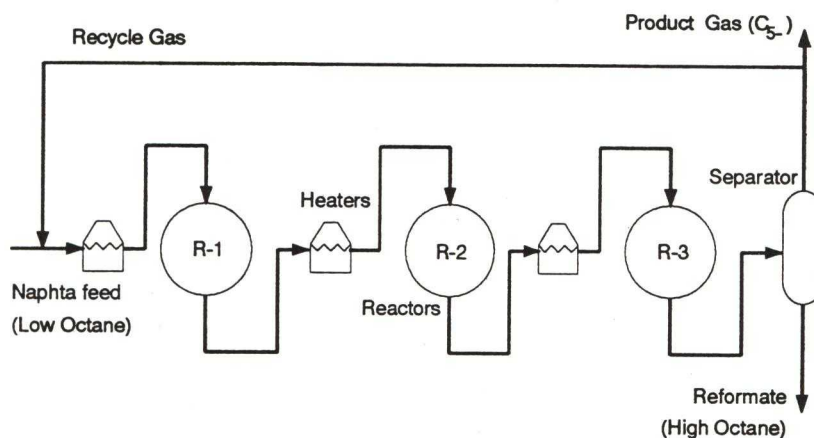 Recycle Gas
Product Gas (C5-)
Heaters
Separator
R-1
R-2
R-3
Naphta feed
(Low Octane)
Reactors
Reformate
(High Octane)